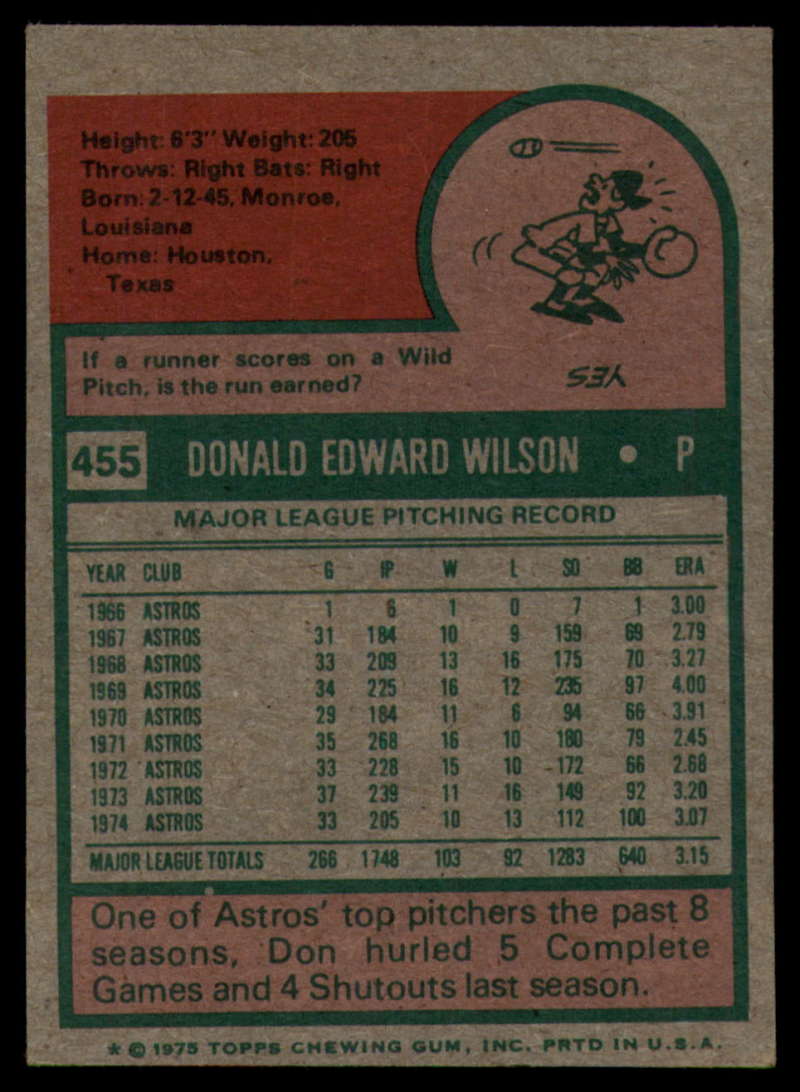 Height: 6'3" Weight: 205
Throws: Right Bats: Right
Born: 2-12-45, Monroe,
Louisiana
Home: Houston,
Texas
If a runner scores on a Wild
Pitch, is the run earned?
YES
455 DONALD EDWARD WILSON • P
MAJOR LEAGUE PITCHING RECORD
YEAR CLUB G IP W L SO BB ERA
1966 ASTROS 1 6 1 0 7 1 3.00
1967 ASTROS 31 184 10 9 159 69 2.79
1968 ASTROS 33 209 13 16 175 70 3.27
1969 ASTROS 34 225 16 12 235 97 4.00
1970 ASTROS 29 184 11 6 94 66 3.91
1971 ASTROS 35 268 16 10 180 79 2.45
1972 ASTROS 33 228 15 10 172 66 2.68
1973 ASTROS 37 239 11 16 149 92 3.20
1974 ASTROS 33 205 10 13 112 100 3.07
MAJOR LEAGUE TOTALS 266 1748 103 92 1283 640 3.15
One of Astros' top pitchers the past 8
seasons, Don hurled 5 Complete
Games and 4 Shutouts last season.
* © 1975 TOPPS CHEWING GUM, INC. PRTD IN U.S.A.